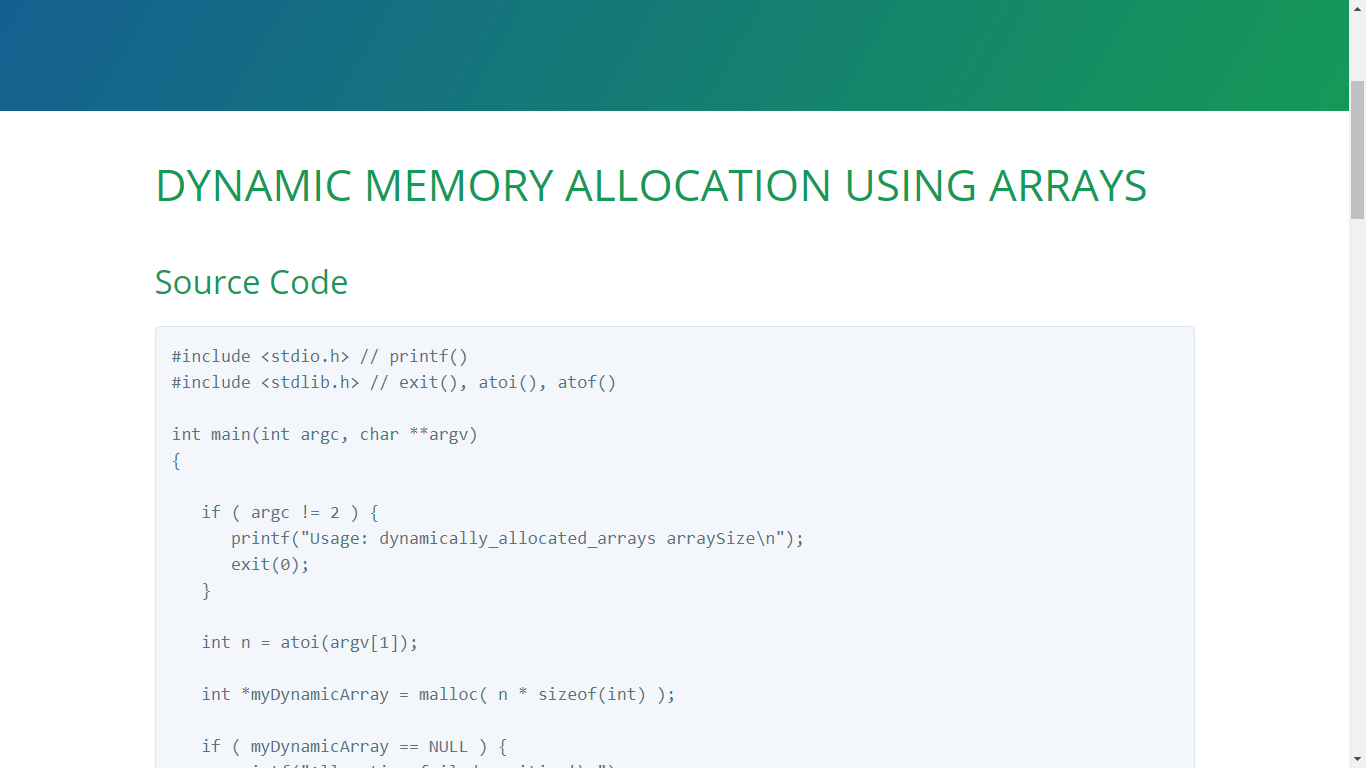 DYNAMIC MEMORY ALLOCATION USING ARRAYS
Source Code
#include <stdio.h> // printf()
#include <stdlib.h> // exit(), atoi(), atof()
int main(int argc, char **argv)
{
if ( argc != 2 ) {
printf("Usage: dynamically_allocated_arrays arraySize\n");
exit(0);
}
int n = atoi(argv[1]);
int *myDynamicArray = malloc( n * sizeof(int) );
if ( myDynamicArray == NULL ) {